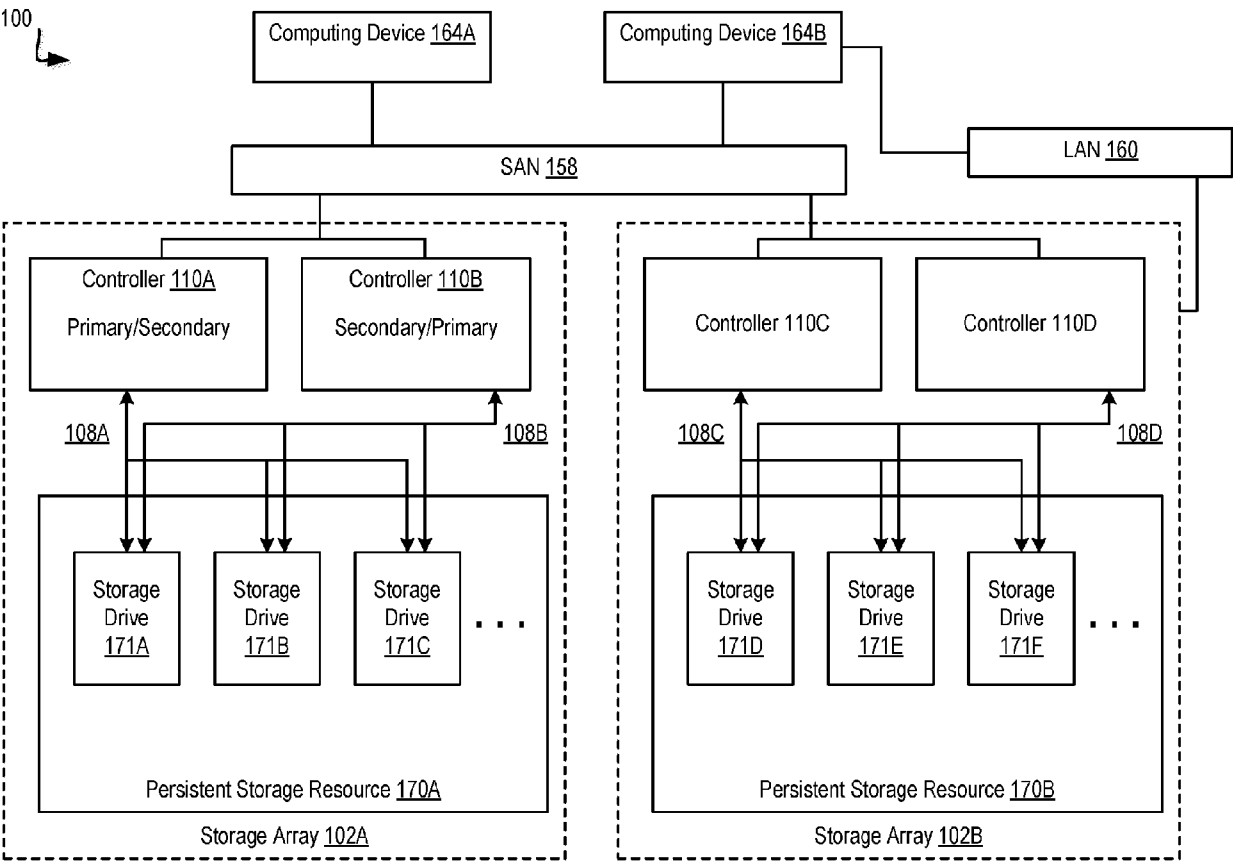 100
Computing Device 164A
Computing Device 164B
LAN 160
SAN 158
Controller 110A
Primary/Secondary
Controller 110B
Secondary/Primary
Controller 110C
Controller 110D
108A
108B
108C
108D
Storage
Drive
171A
Storage
Drive
171B
Storage
Drive
171C
. . .
Storage
Drive
171D
Storage
Drive
171E
Storage
Drive
171F
. . .
Persistent Storage Resource 170A
Persistent Storage Resource 170B
Storage Array 102A
Storage Array 102B